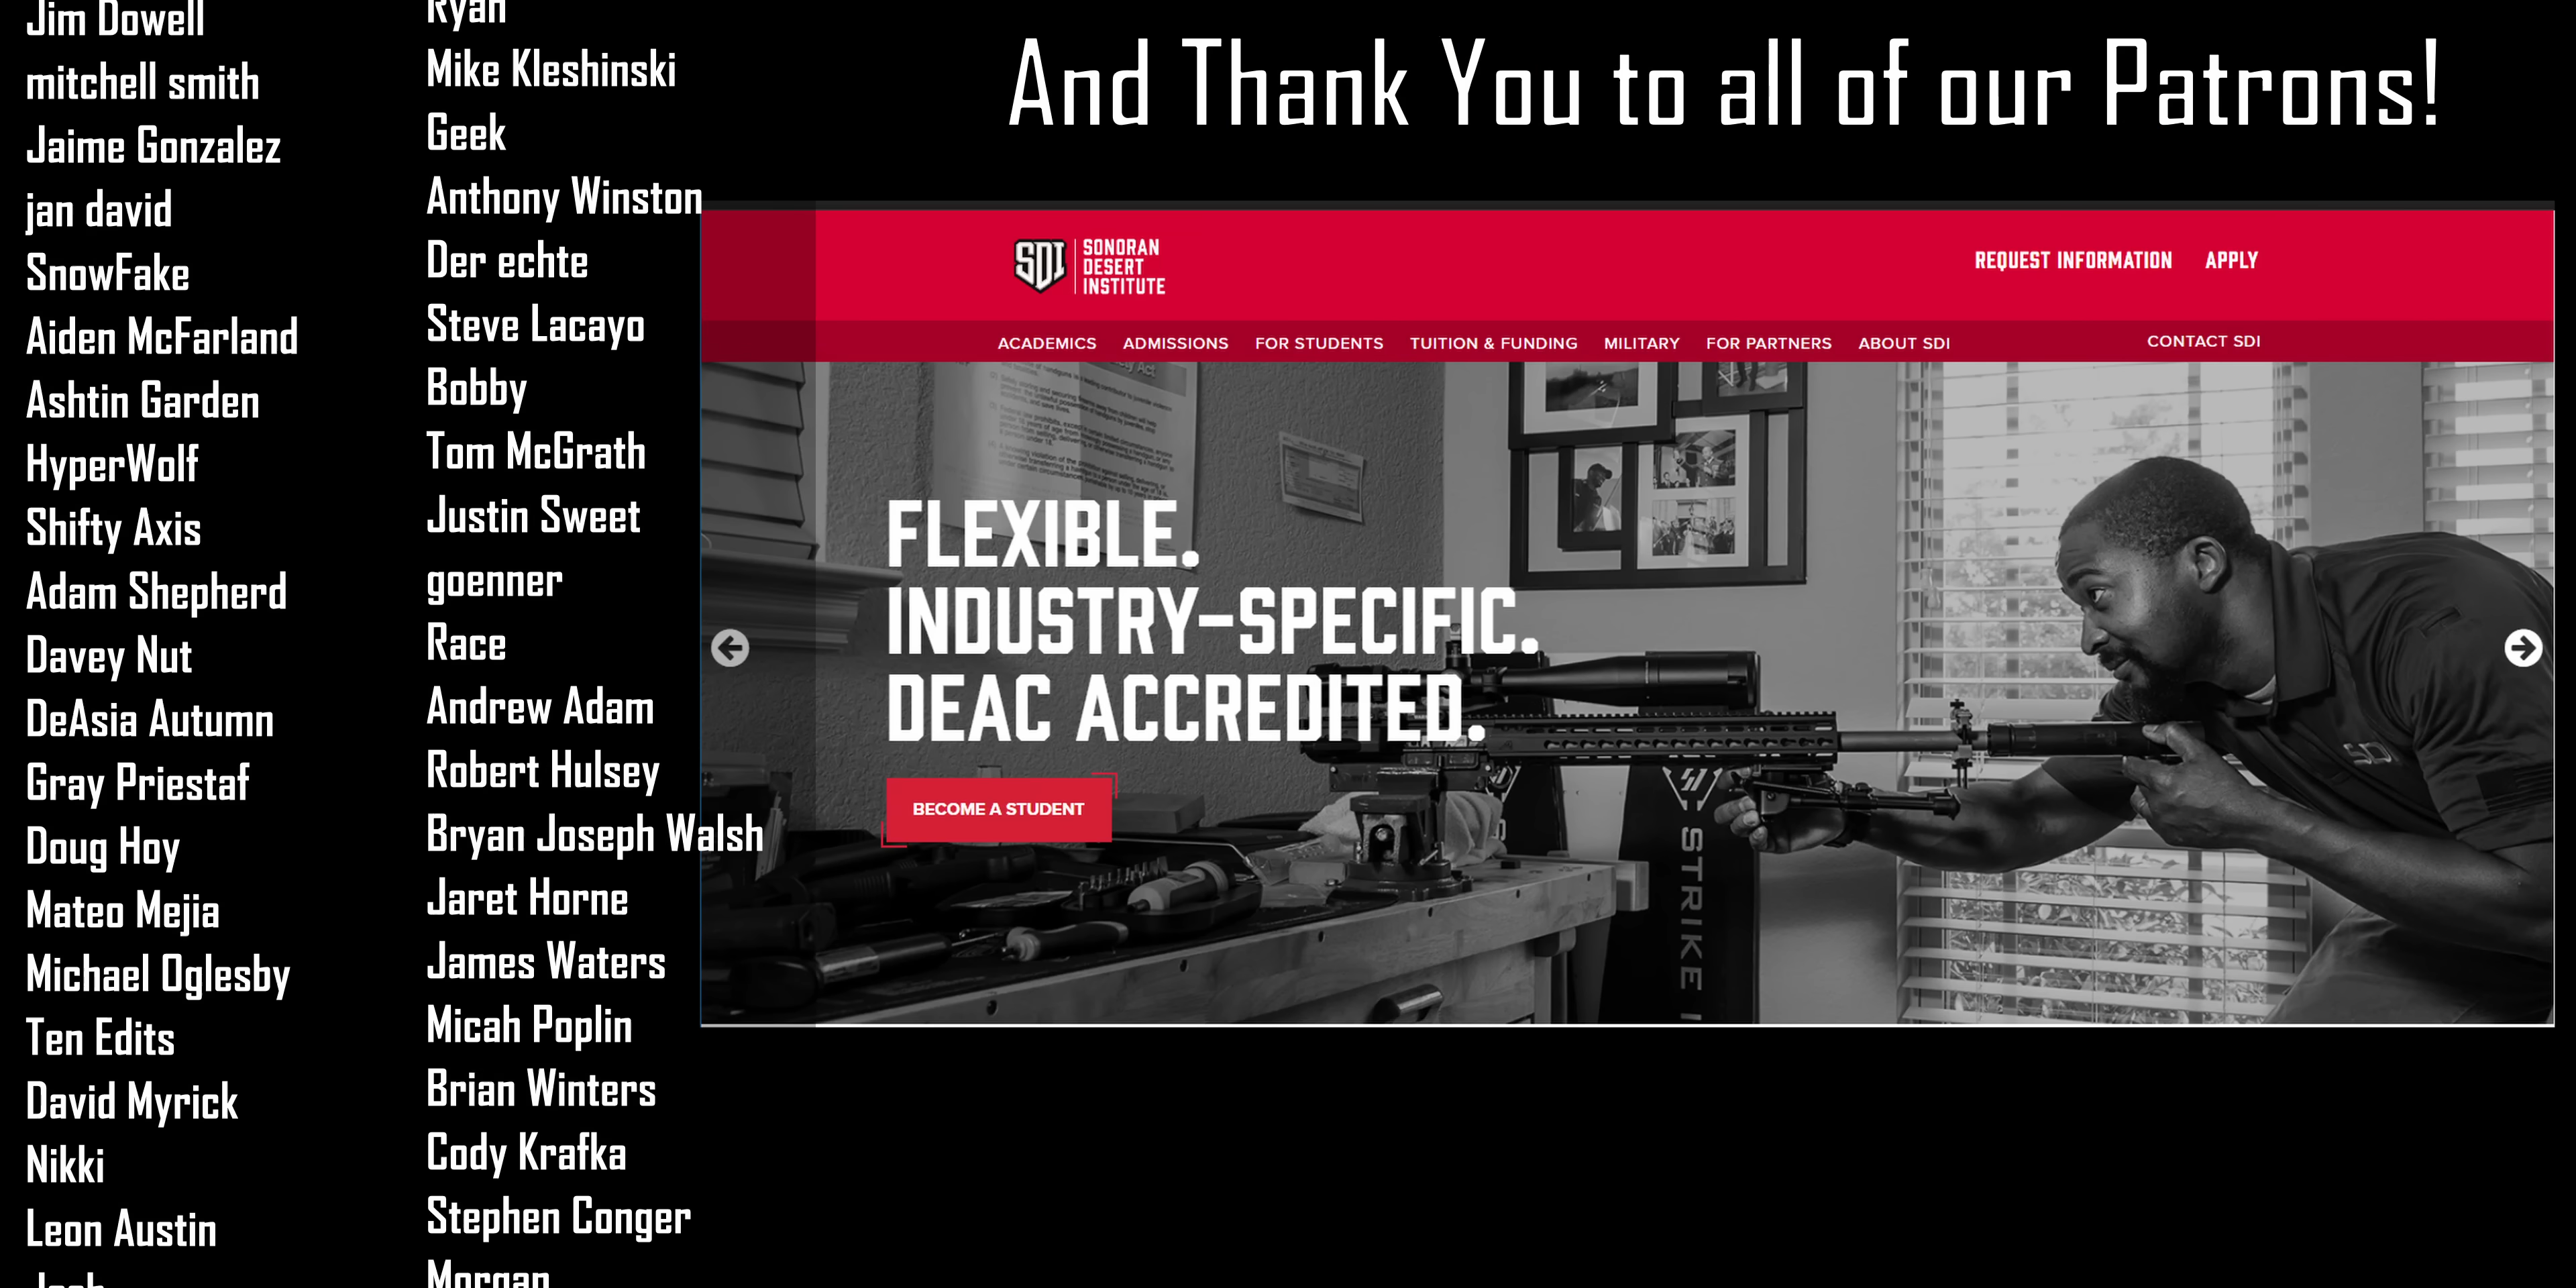 Jim Dowell
mitchell smith
Jaime Gonzalez
jan david
SnowFake
Aiden McFarland
Ashtin Garden
HyperWolf
Shifty Axis
Adam Shepherd
Davey Nut
DeAsia Autumn
Gray Priestaf
Doug Hoy
Mateo Mejia
Michael Oglesby
Ten Edits
David Myrick
Nikki
Leon Austin
Josh
Ryan
Mike Kleshinski
Geek
Anthony Winston
Der echte
Steve Lacayo
Bobby
Tom McGrath
Justin Sweet
goenner
Race
Andrew Adam
Robert Hulsey
Bryan Joseph Walsh
Jaret Horne
James Waters
Micah Poplin
Brian Winters
Cody Krafka
Stephen Conger
Morgan
And Thank You to all of our Patrons!
SDI
SONORAN
DESERT
INSTITUTE
REQUEST INFORMATION APPLY
ACADEMICS ADMISSIONS FOR STUDENTS TUITION & FUNDING MILITARY FOR PARTNERS ABOUT SDI CONTACT SDI
FLEXIBLE.
INDUSTRY-SPECIFIC.
DEAC ACCREDITED.
BECOME A STUDENT
STRIKE